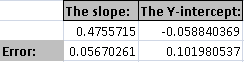 The slope: The Y-intercept:
0.4755715 -0.058840369
Error: 0.05670261 0.101980537